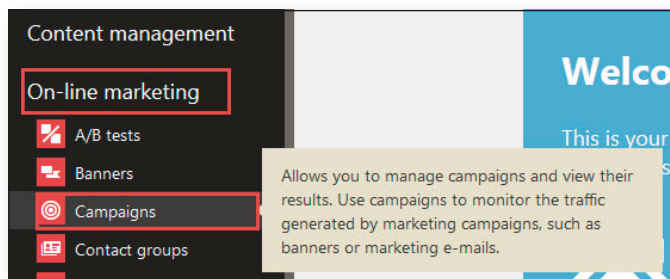 Content management
On-line marketing
A/B tests
Banners
Campaigns
Contact groups
Welco
This is your
Allows you to manage campaigns and view their
results. Use campaigns to monitor the traffic
generated by marketing campaigns, such as
banners or marketing e-mails.